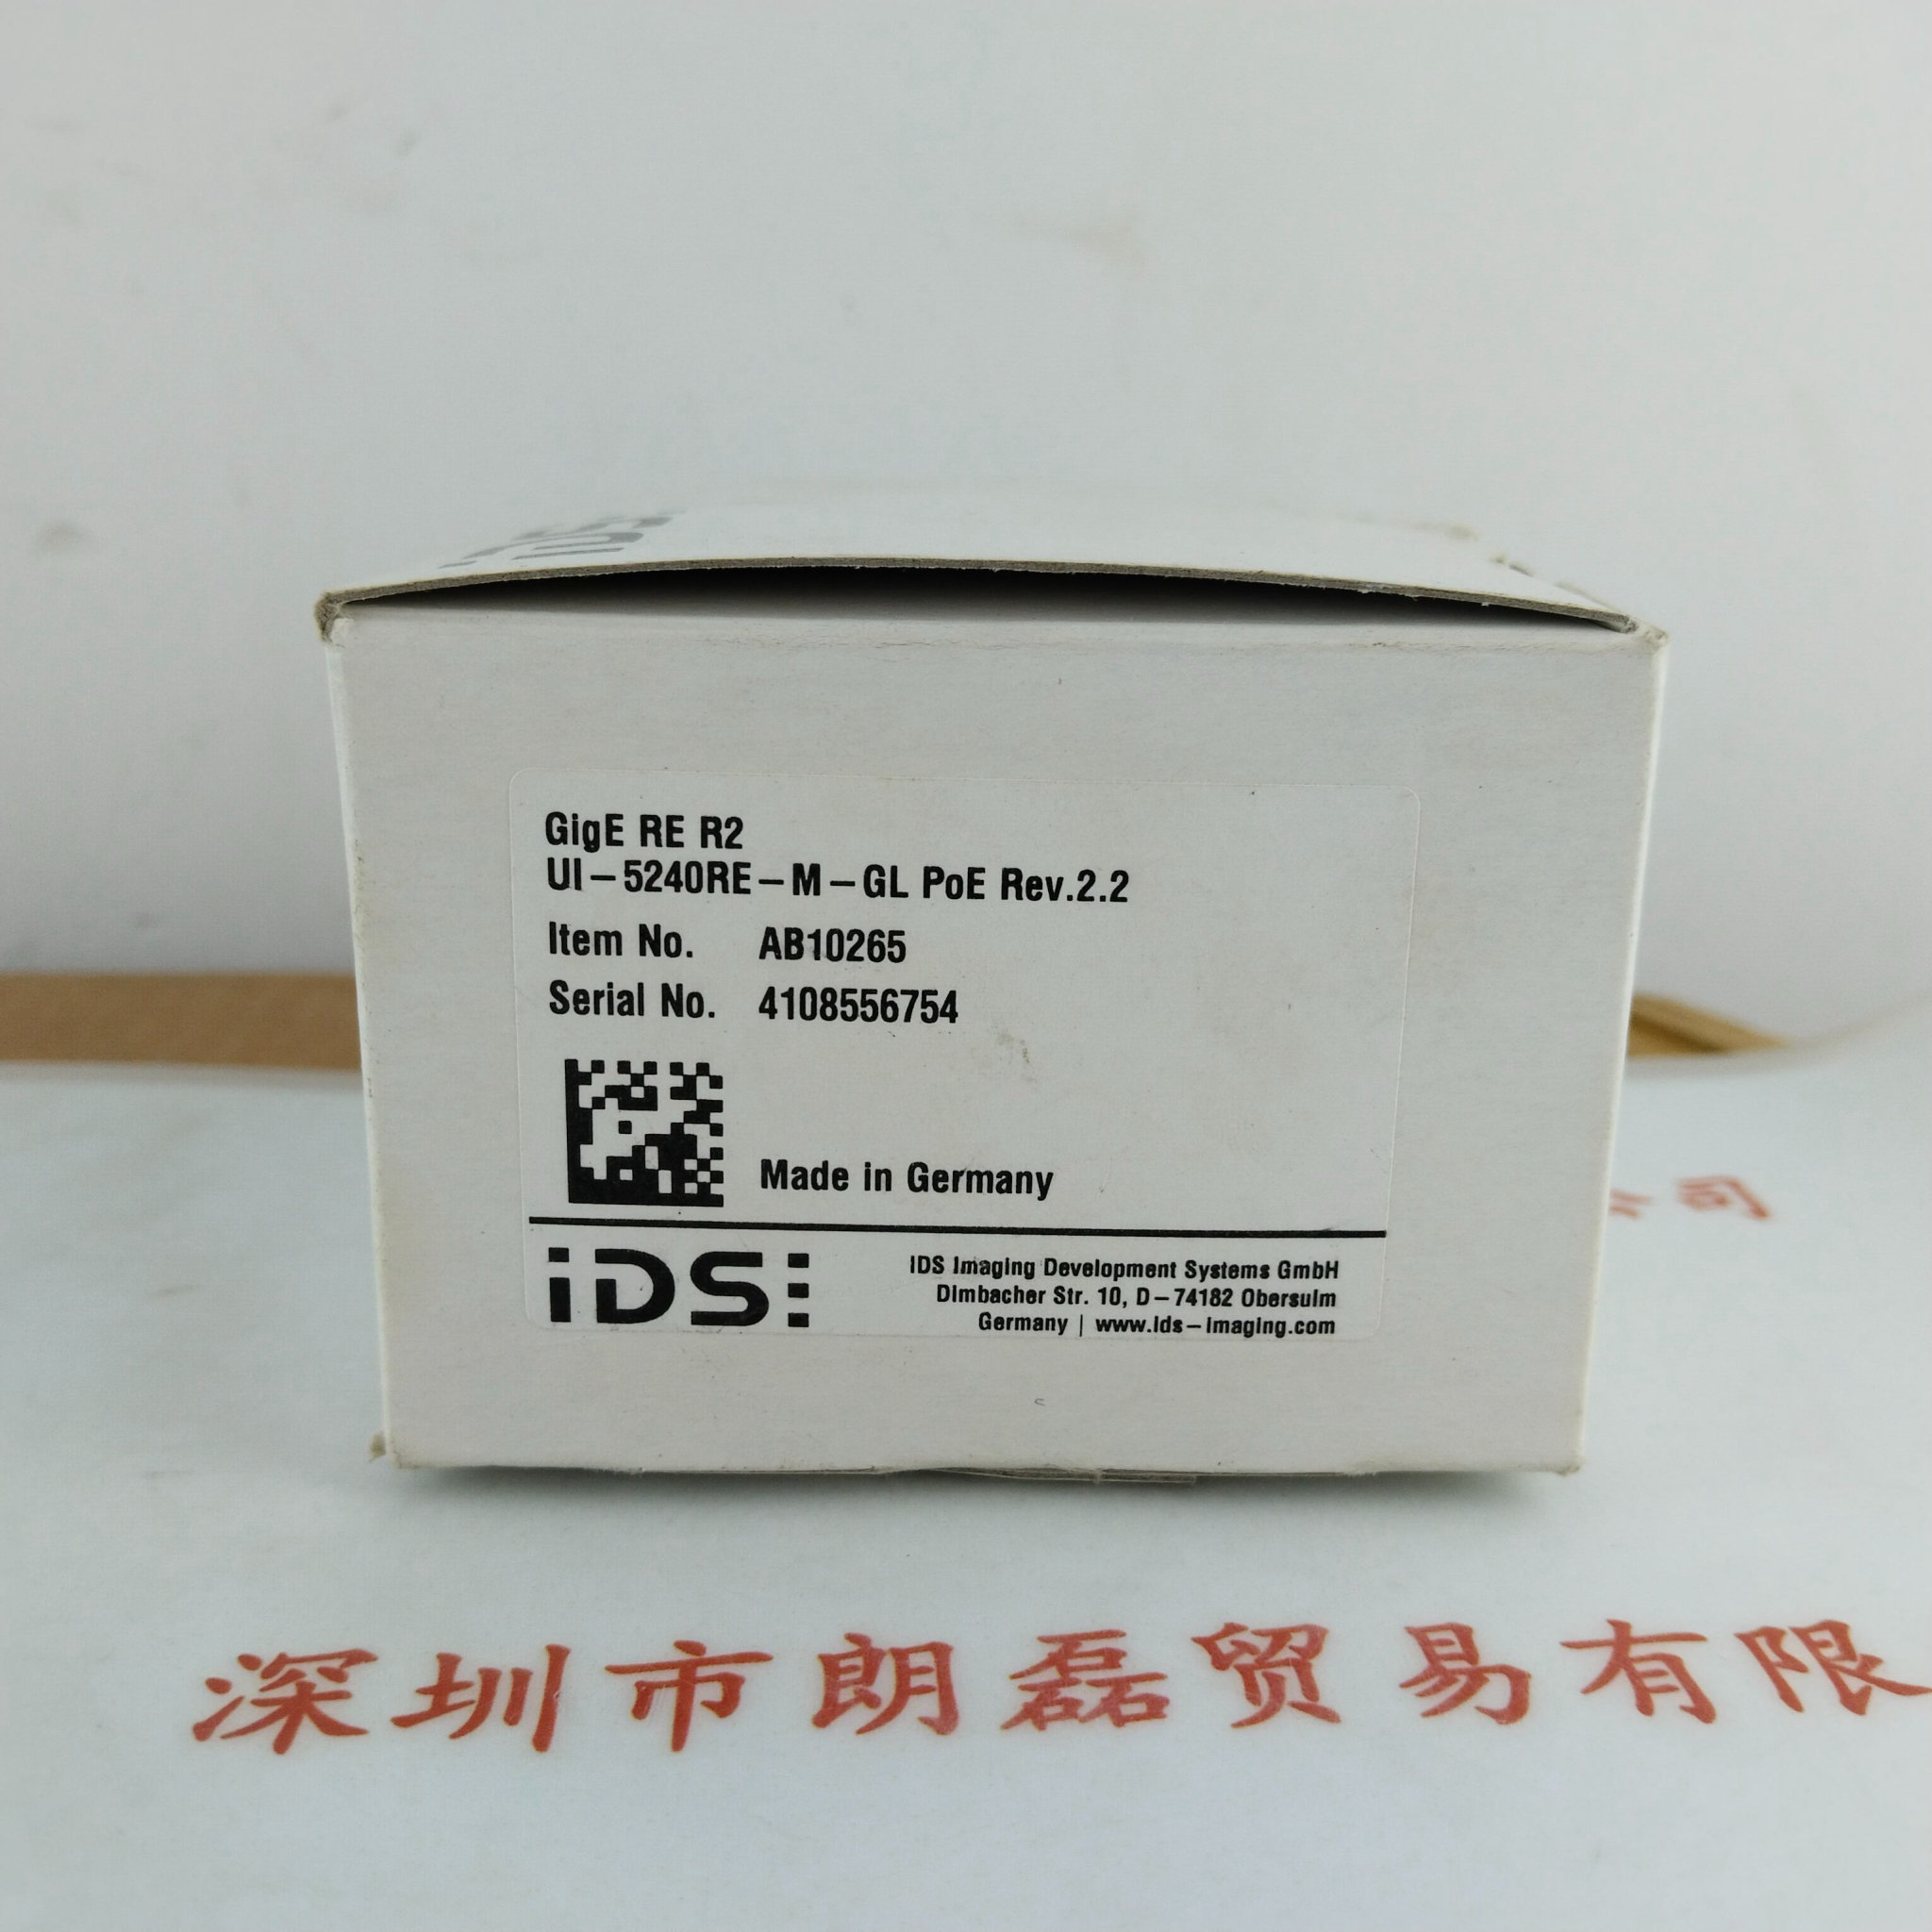 GigE RE R2
UI-5240RE-M-GL PoE Rev.2.2
Item No. AB10265
Serial No. 4108556754
Made in Germany
IDS
IDS Imaging Development Systems GmbH
Dimbacher Str. 10, D-74182 Obersulm
Germany | www.ids-imaging.com
司
深圳市朗磊贸易有限